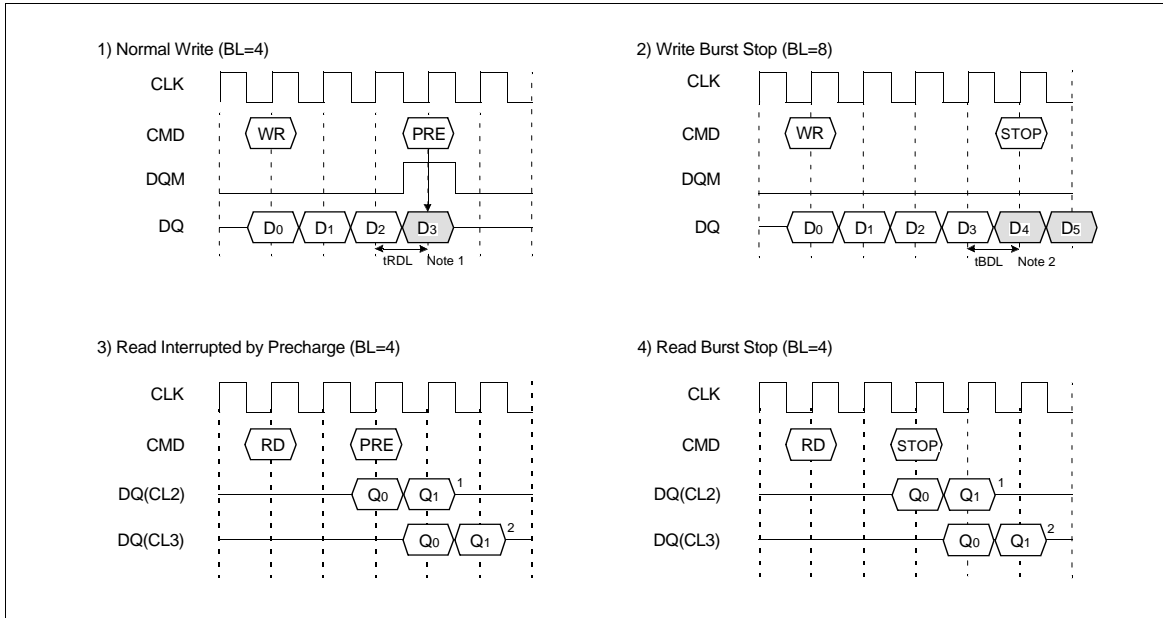 1) Normal Write (BL=4)
CLK
CMD WR PRE
DQM
DQ D0 D1 D2 D3
tRDL Note 1
2) Write Burst Stop (BL=8)
CLK
CMD WR STOP
DQM
DQ D0 D1 D2 D3 D4 D5
tBDL Note 2
3) Read Interrupted by Precharge (BL=4)
CLK
CMD RD PRE
DQ(CL2) Q0 Q1 1
DQ(CL3) Q0 Q1 2
4) Read Burst Stop (BL=4)
CLK
CMD RD STOP
DQ(CL2) Q0 Q1 1
DQ(CL3) Q0 Q1 2